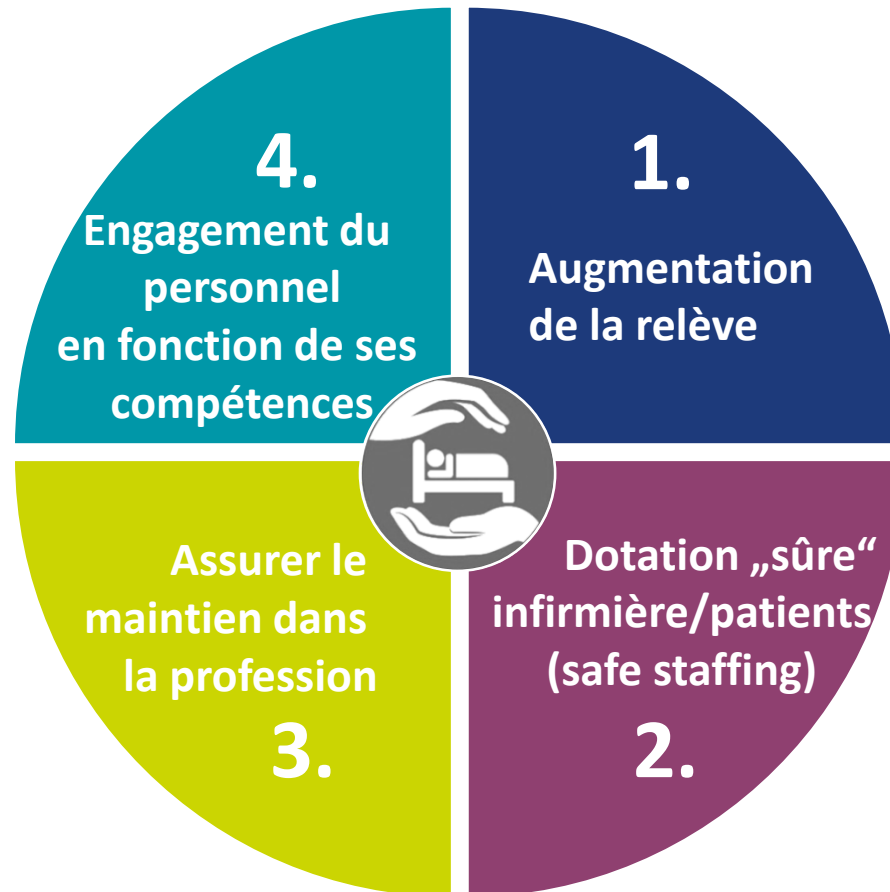 1.
Augmentation
de la relève
Dotation „sûre“
infirmière/patients
(safe staffing)
2.
Assurer le
maintien dans
la profession
3.
4.
Engagement du
personnel
en fonction de ses
compétences